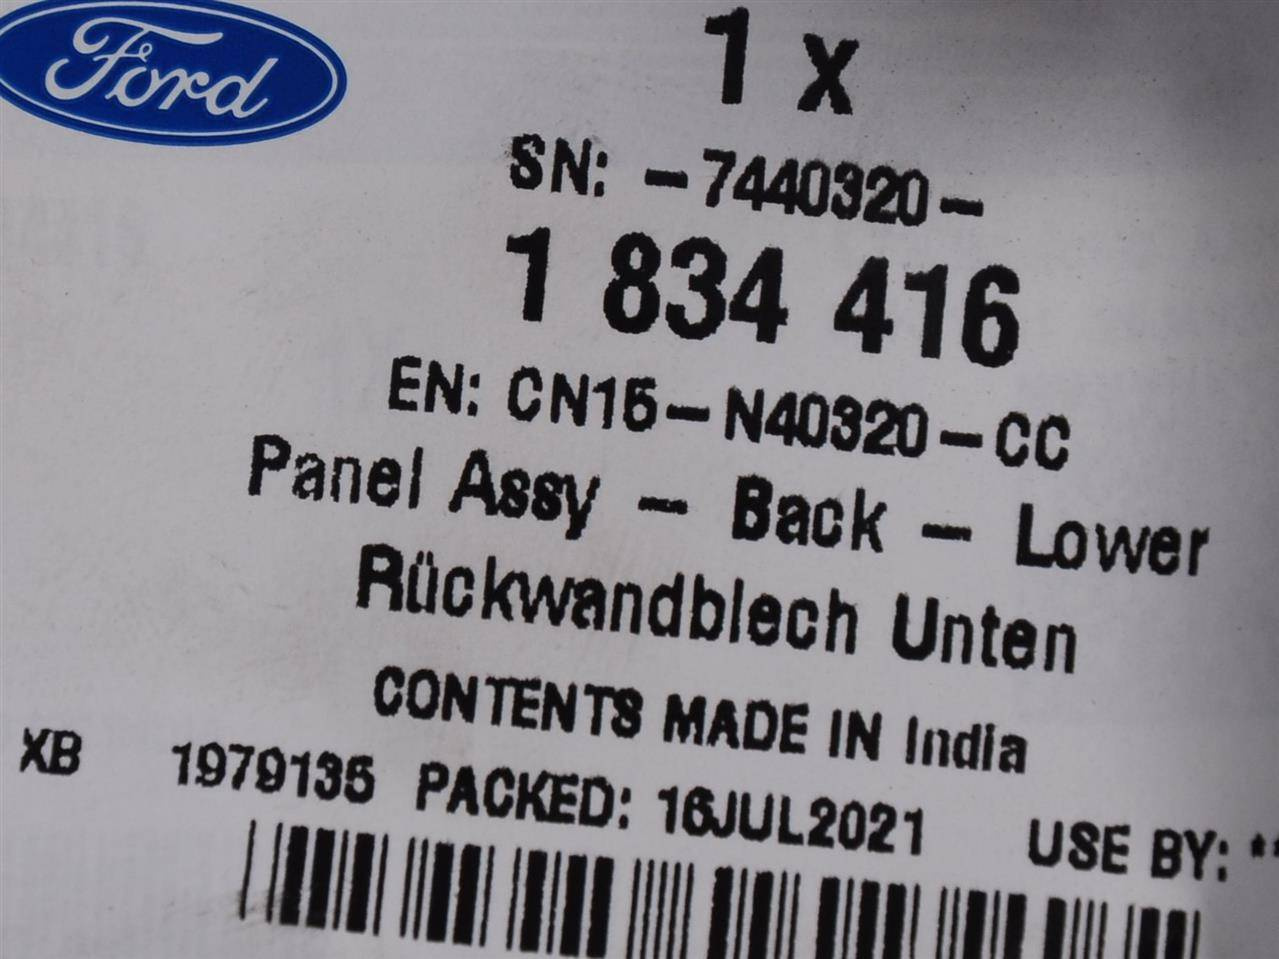 Ford
1 x
SN: -7440320-
1 834 416
EN: CN15-N40320-CC
Panel Assy - Back - Lower
Rückwandblech Unten
CONTENTS MADE IN India
XB 1979135 PACKED: 16JUL2021 USE BY: **